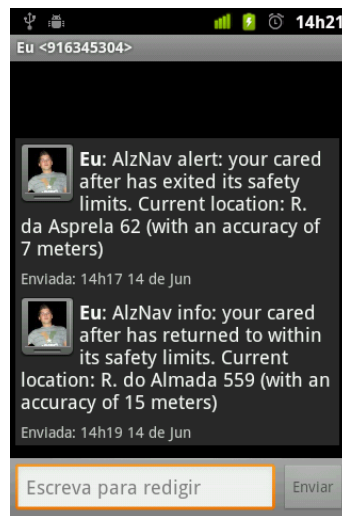 14h21
Eu <916345304>
Eu: AlzNav alert: your cared
after has exited its safety
limits. Current location: R.
da Asprela 62 (with an accuracy of
7 meters)
Enviada: 14h17 14 de Jun
Eu: AlzNav info: your cared
after has returned to within
its safety limits. Current
location: R. do Almada 559 (with an
accuracy of 15 meters)
Enviada: 14h19 14 de Jun
Escreva para redigir
Enviar